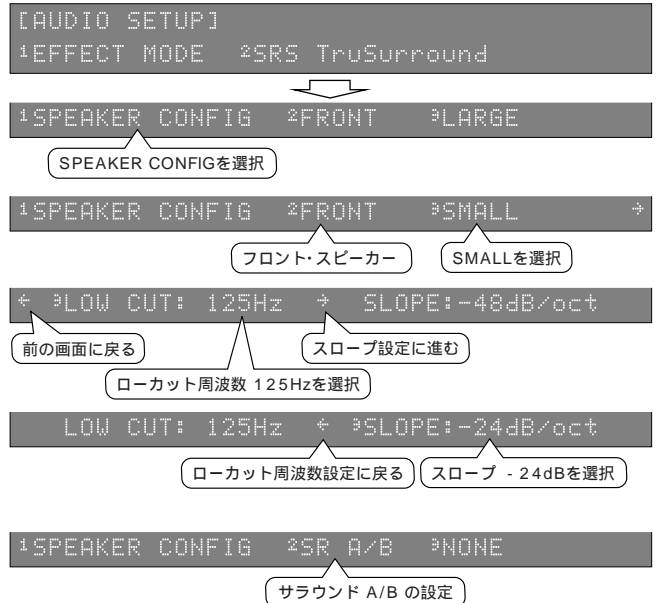 [AUDIO SETUP]
¹EFFECT MODE ²SRS TruSurround
¹SPEAKER CONFIG ²FRONT ³LARGE
SPEAKER CONFIGを選択
¹SPEAKER CONFIG ²FRONT ³SMALL →
フロント・スピーカー SMALLを選択
← ³LOW CUT: 125Hz → SLOPE:-48dB/oct
前の画面に戻る スロープ設定に進む
ローカット周波数 125Hzを選択
LOW CUT: 125Hz ← ³SLOPE:-24dB/oct
ローカット周波数設定に戻る スロープ -24dBを選択
¹SPEAKER CONFIG ²SR A/B ³NONE
サラウンド A/B の設定